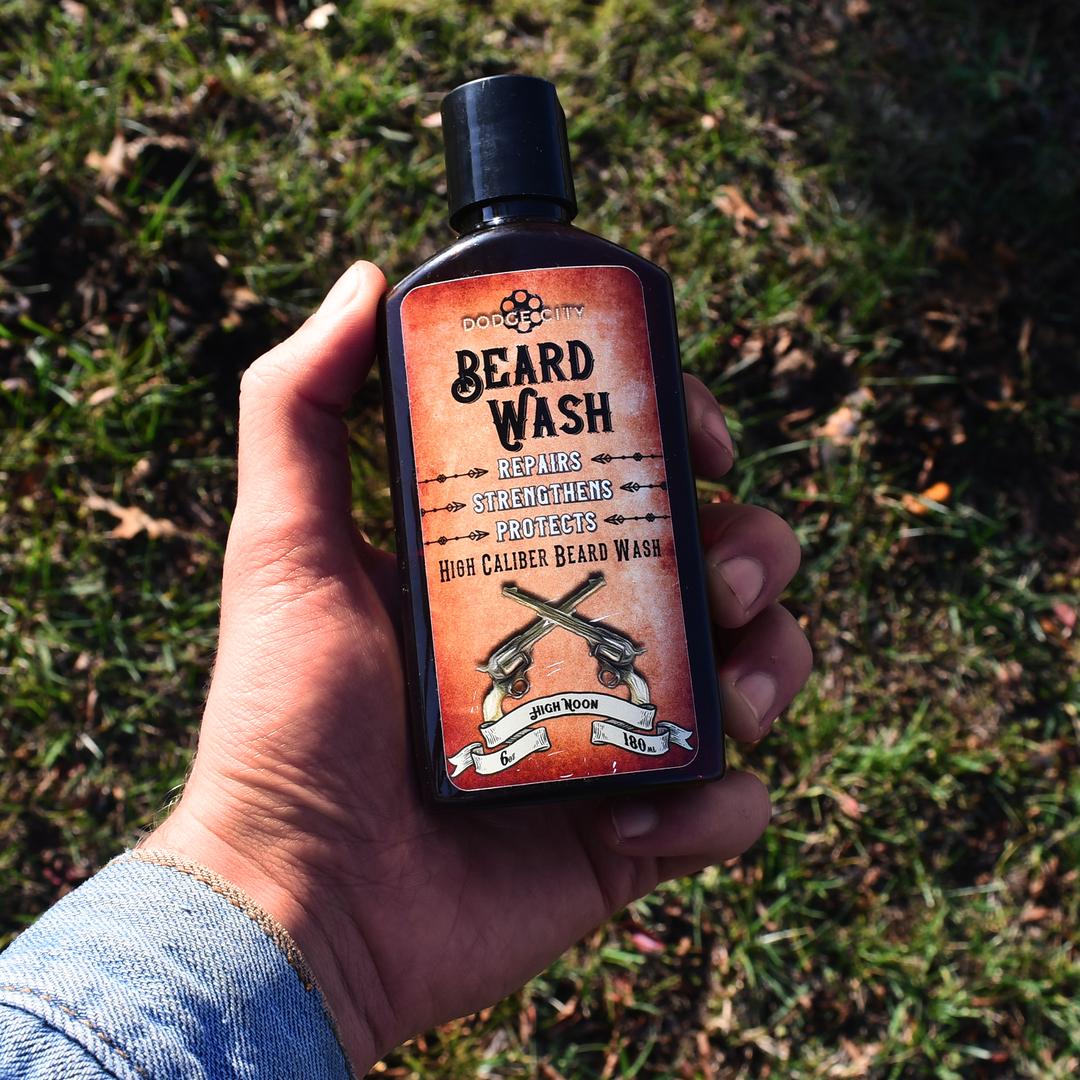 DODGE CITY
BEARD
WASH
REPAIRS
STRENGTHENS
PROTECTS
HIGH CALIBER BEARD WASH
HIGH NOON
6oz 180ML